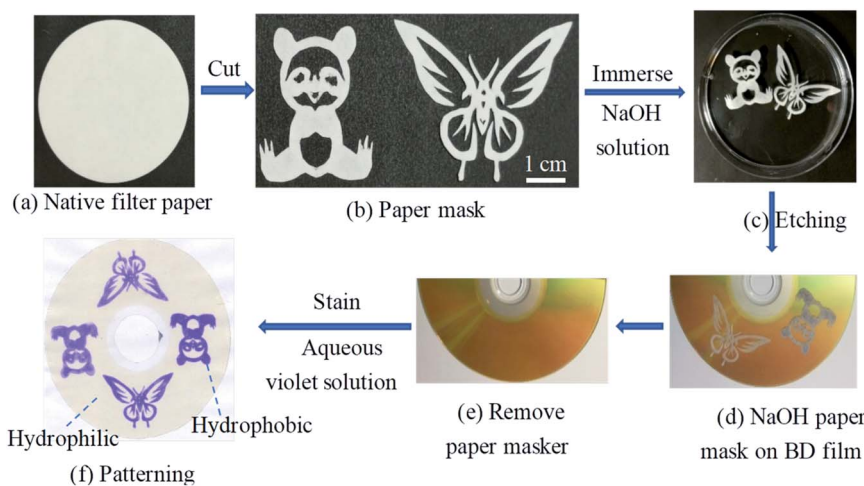 Cut
Immerse
NaOH
solution
1 cm
(a) Native filter paper
(b) Paper mask
(c) Etching
Stain
Aqueous
violet solution
Hydrophilic
Hydrophobic
(f) Patterning
(e) Remove
paper masker
(d) NaOH paper
mask on BD film